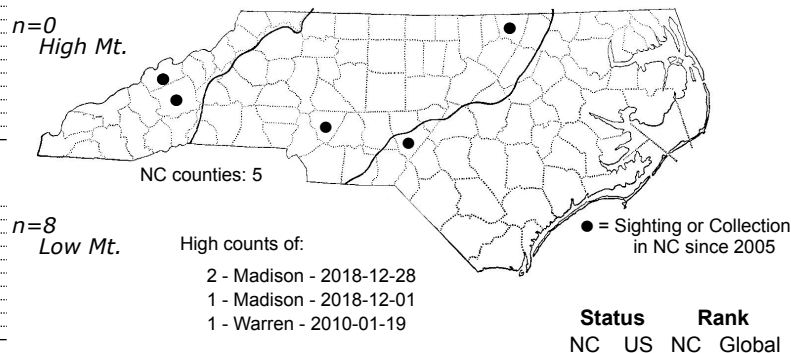 n=0
High Mt.
NC counties: 5
n=8
Low Mt.
High counts of:
2 - Madison - 2018-12-28
1 - Madison - 2018-12-01
1 - Warren - 2010-01-19
● = Sighting or Collection
in NC since 2005
Status Rank
NC US NC Global